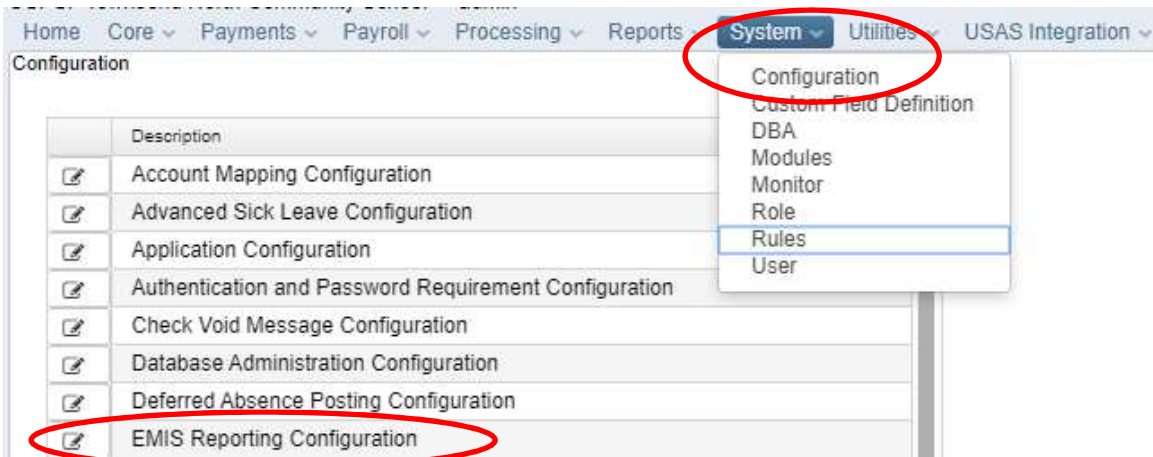 Home Core Payments Payroll Processing Reports System Utilities USAS Integration
Configuration
Configuration
Custom Field Definition
DBA
Modules
Monitor
Role
Rules
User
Description
Account Mapping Configuration
Advanced Sick Leave Configuration
Application Configuration
Authentication and Password Requirement Configuration
Check Void Message Configuration
Database Administration Configuration
Deferred Absence Posting Configuration
EMIS Reporting Configuration